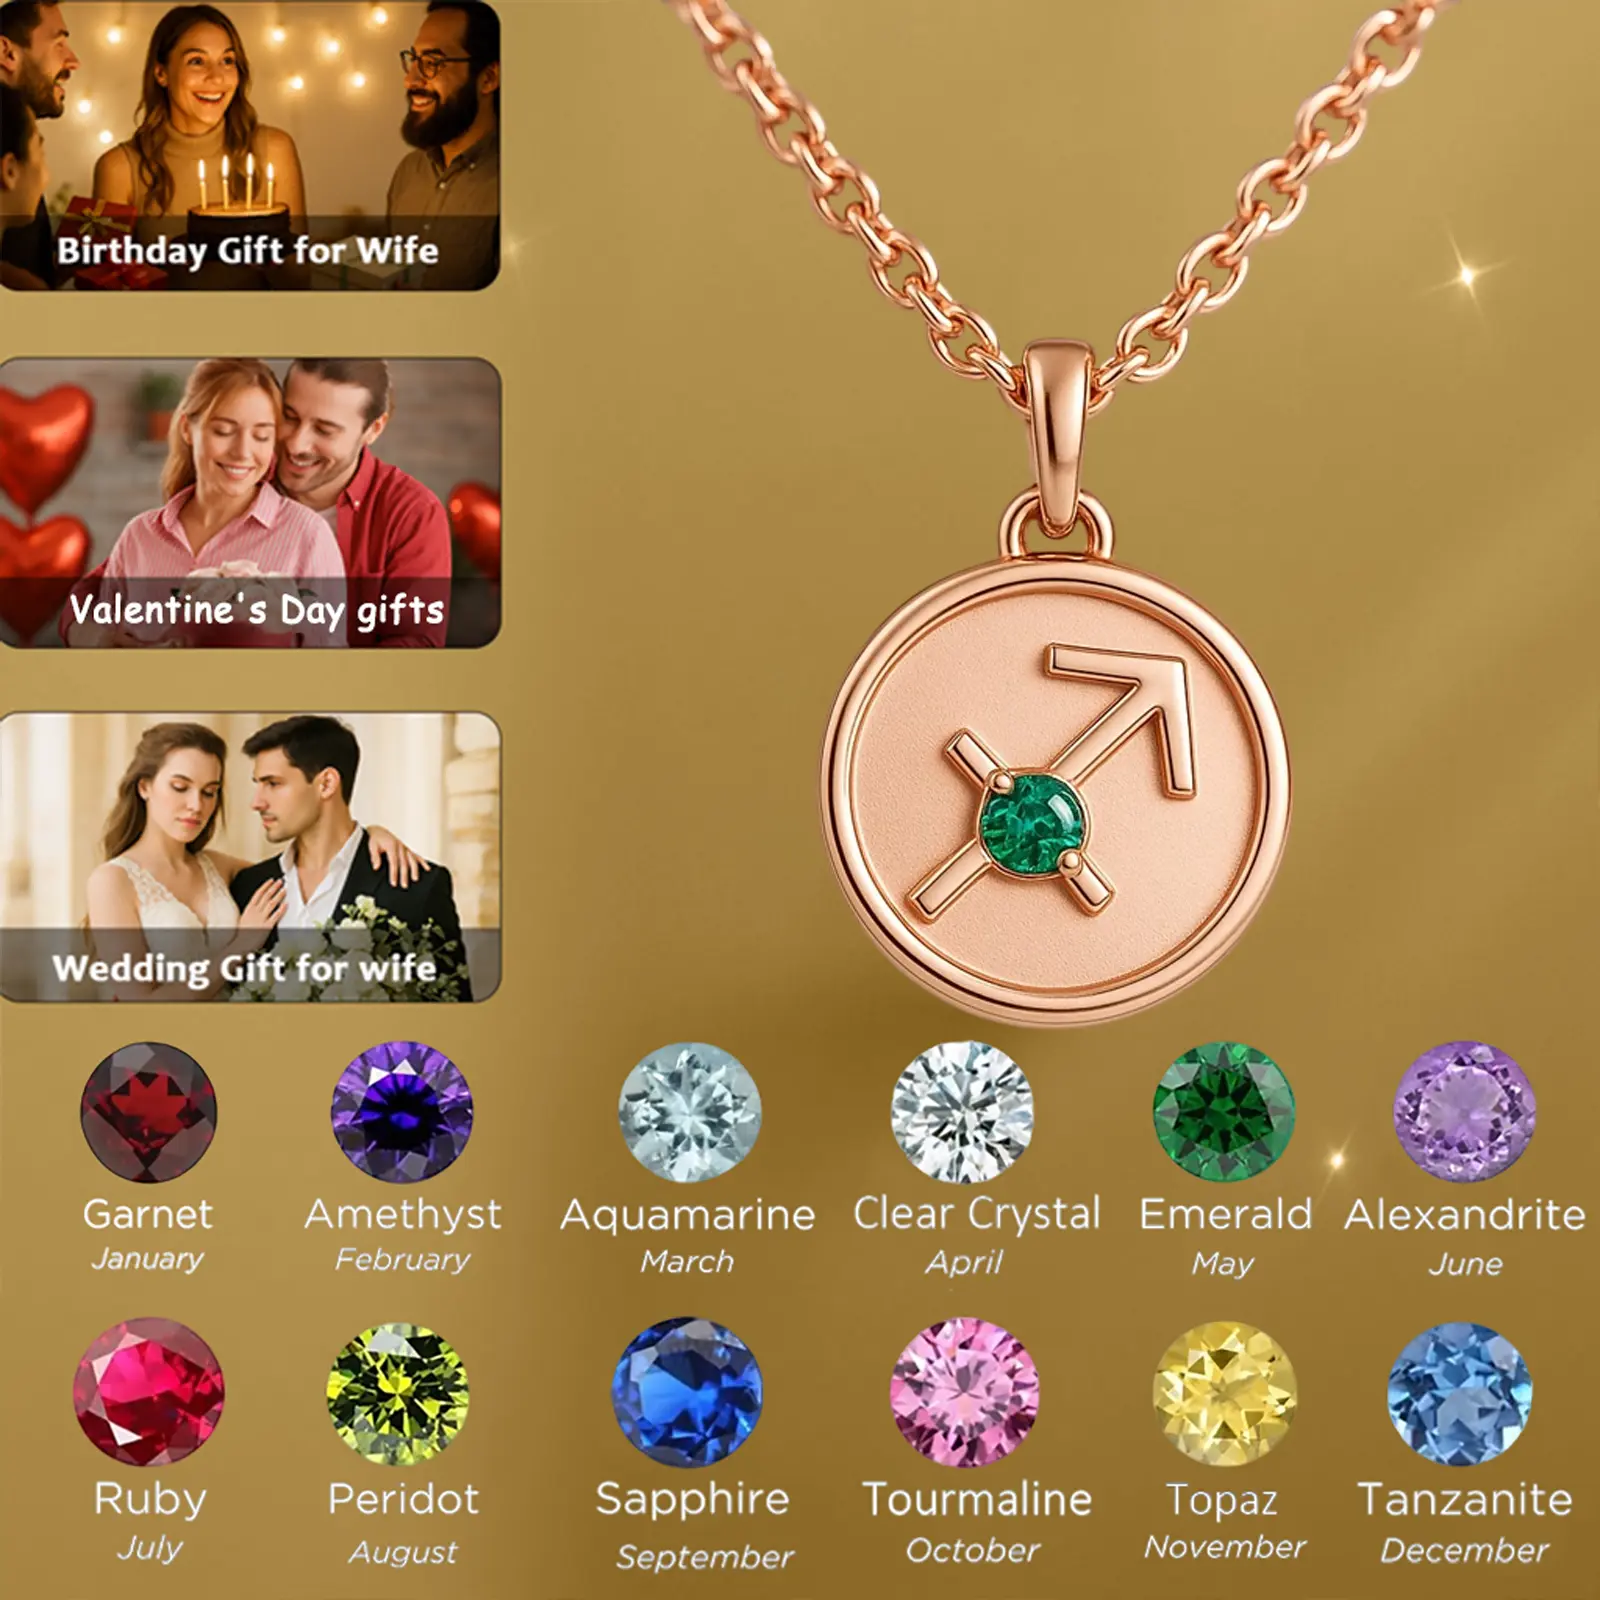 Birthday Gift for Wife
Valentine's Day gifts
Wedding Gift for wife
Garnet
January
Amethyst
February
Aquamarine
March
Clear Crystal
April
Emerald
May
Alexandrite
June
Ruby
July
Peridot
August
Sapphire
September
Tourmaline
October
Topaz
November
Tanzanite
December